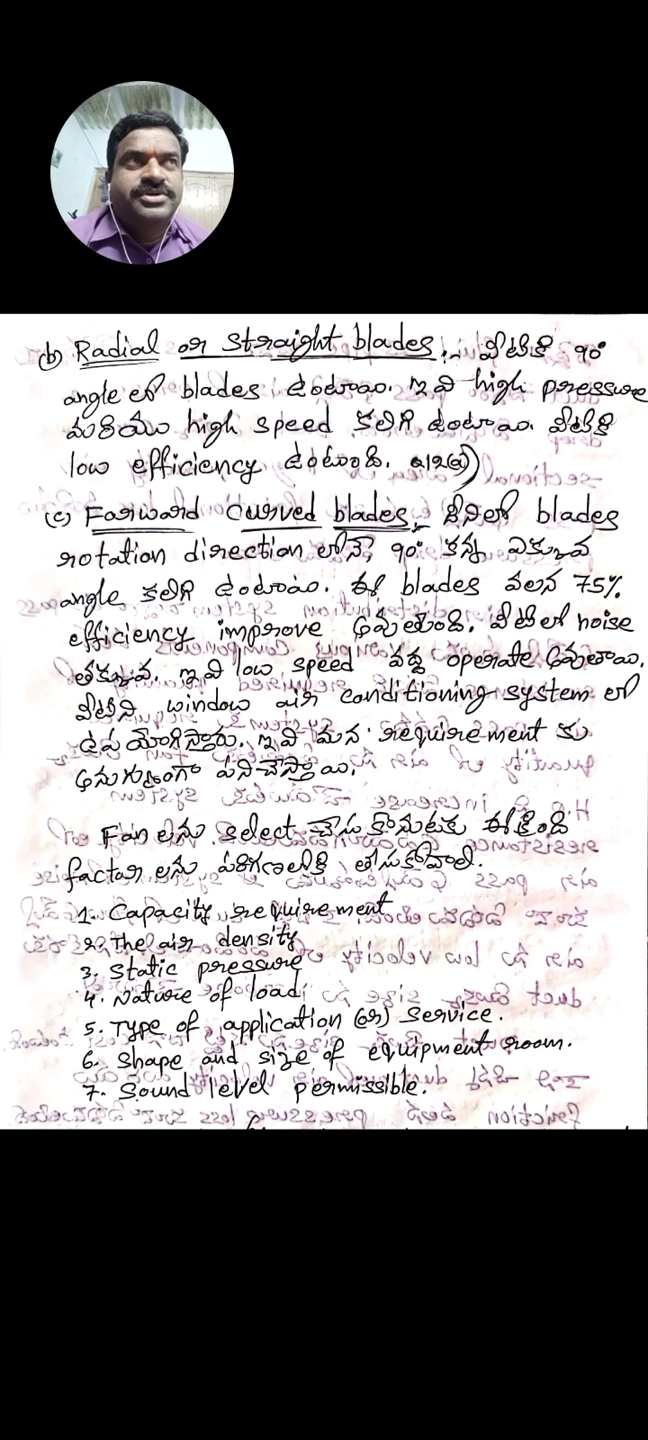 (b) Radial or straight blades:- వీటికి 90°
angle లో blades ఉంటాయి. ఇవి high pressure
మరియు high speed కలిగి ఉంటాయి. వీటికి
low efficiency ఉంటుంది.
(c) Farward Curved blades:- దీనిలో blades
rotation direction లోనే, 90° కన్న ఎక్కువ
angle కలిగి ఉంటాయి. ఈ blades వలన 75%
efficiency improve అవుతుంది. వీటిలో noise
తక్కువ. ఇవి low speed వద్ద operate అవుతాయి.
వీటిని window air conditioning system లో
ఉపయోగిస్తారు. ఇవి మన requirement కు
అనుగుణంగా పనిచేస్తాయి.
Fan లను select చేసుకొనుటకు ఈ క్రింది
factor లను పరిగణలోకి తీసుకోవాలి.
1. Capacity requirement
2. The air density
3. Static pressure
4. Nature of load
5. Type of application (or) Service.
6. Shape and size of equipment room.
7. Sound level permissible.